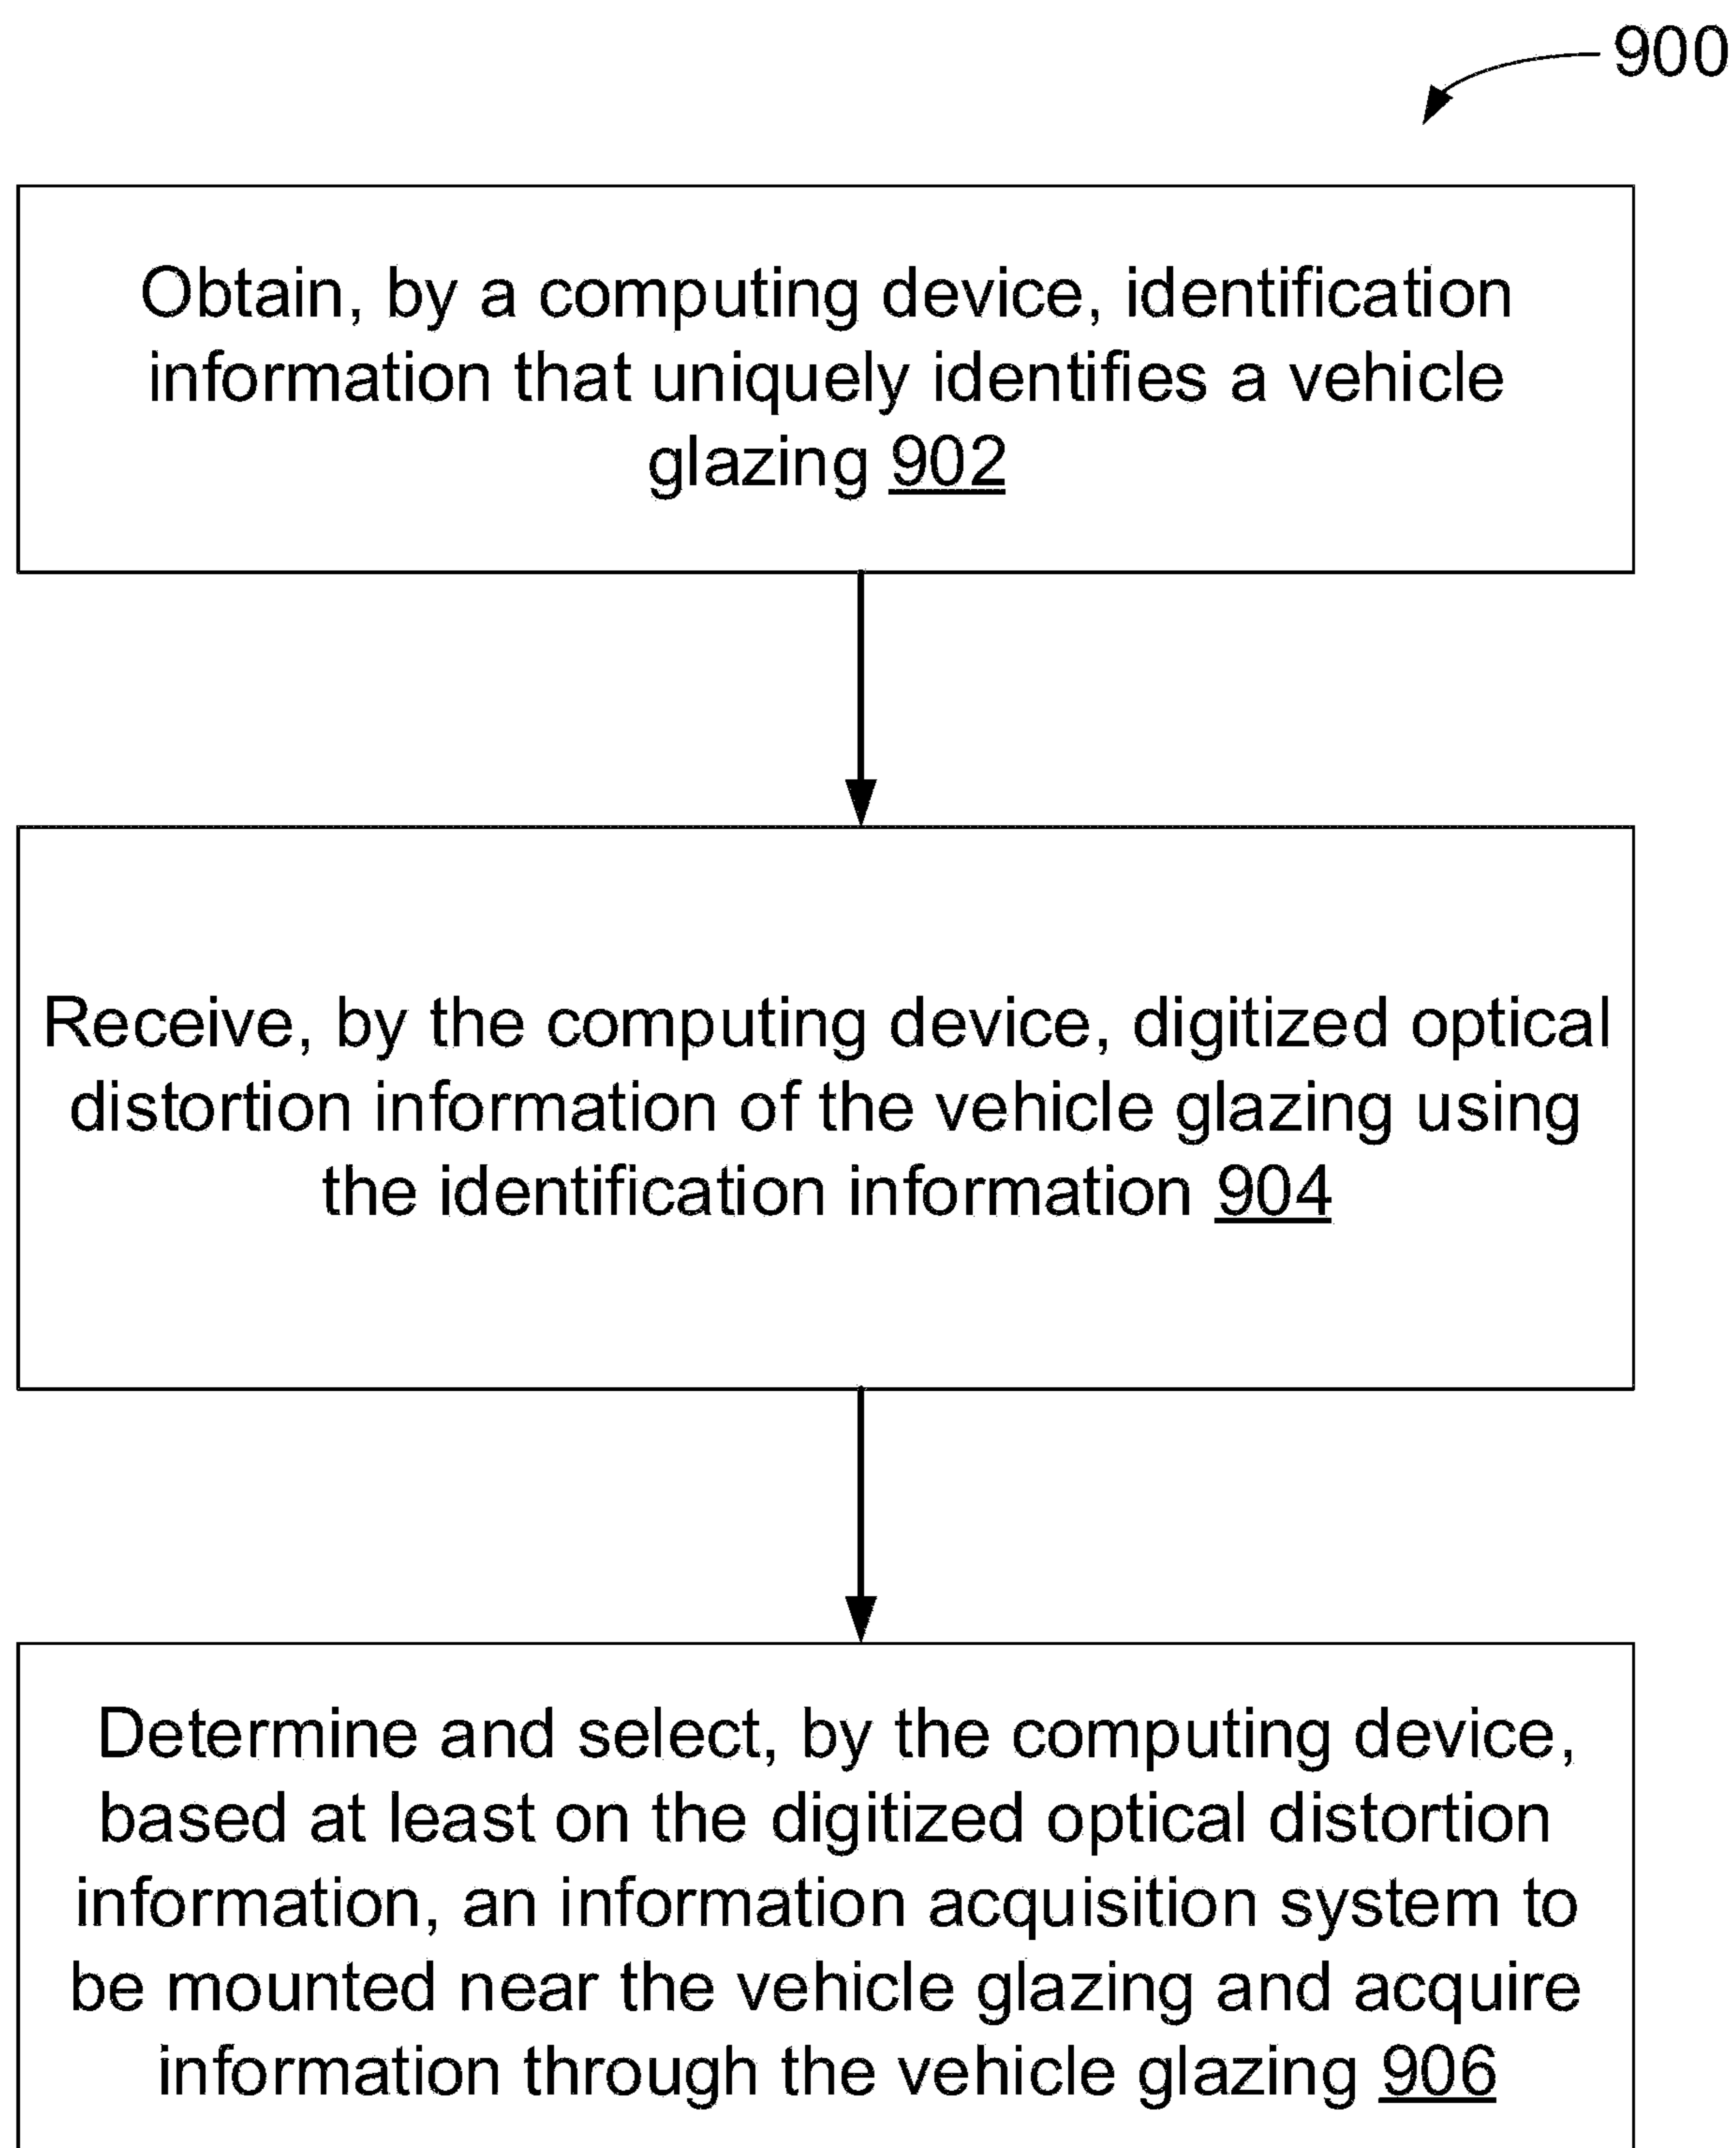 900
Obtain, by a computing device, identification
information that uniquely identifies a vehicle
glazing 902
Receive, by the computing device, digitized optical
distortion information of the vehicle glazing using
the identification information 904
Determine and select, by the computing device,
based at least on the digitized optical distortion
information, an information acquisition system to
be mounted near the vehicle glazing and acquire
information through the vehicle glazing 906